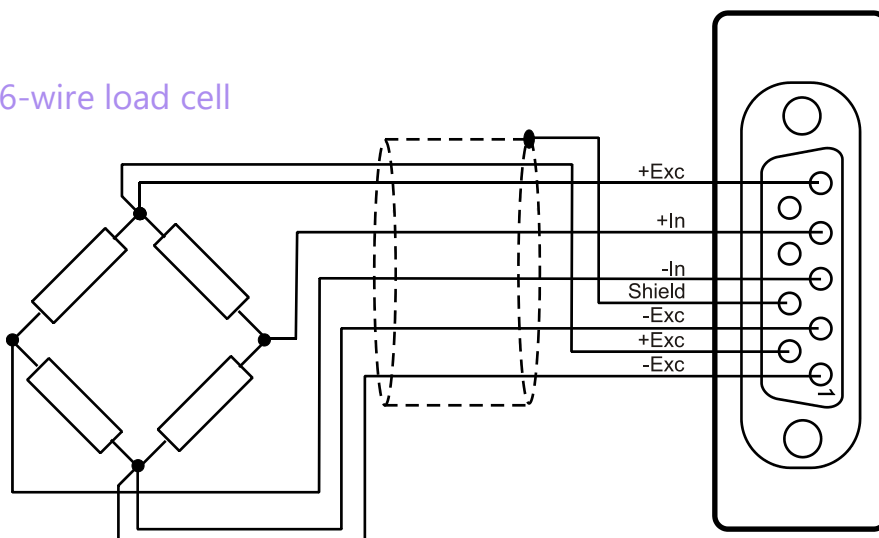 6-wire load cell
+Exc
+In
-In
Shield
-Exc
+Exc
-Exc
1